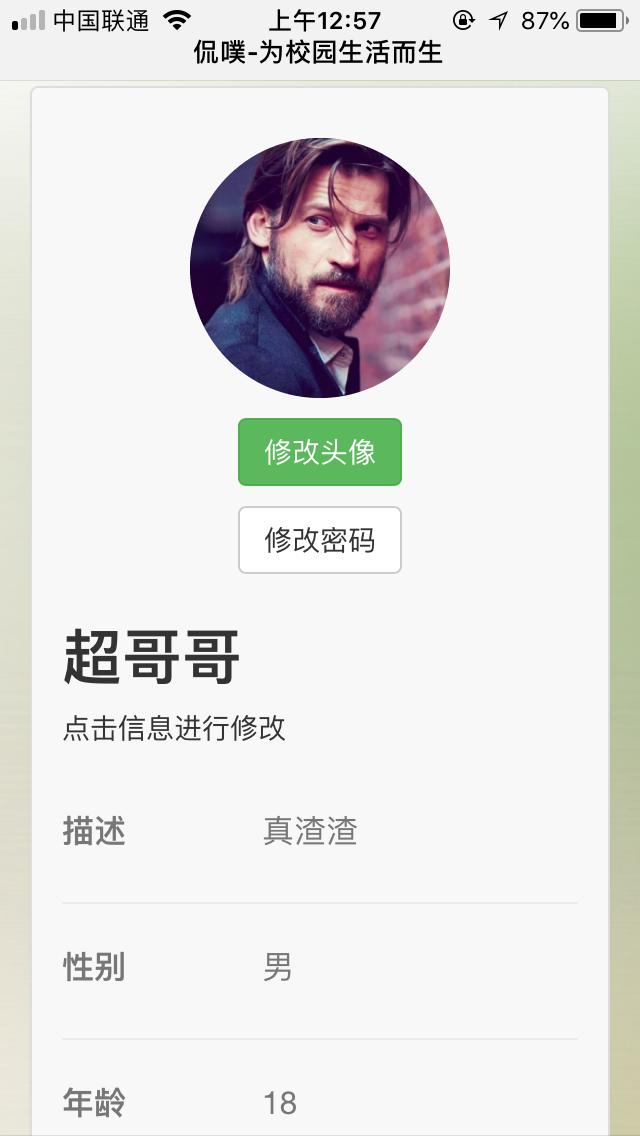 中国联通 上午12:57 87%
侃噗-为校园生活而生
修改头像
修改密码
超哥哥
点击信息进行修改
描述 真渣渣
性别 男
年龄 18